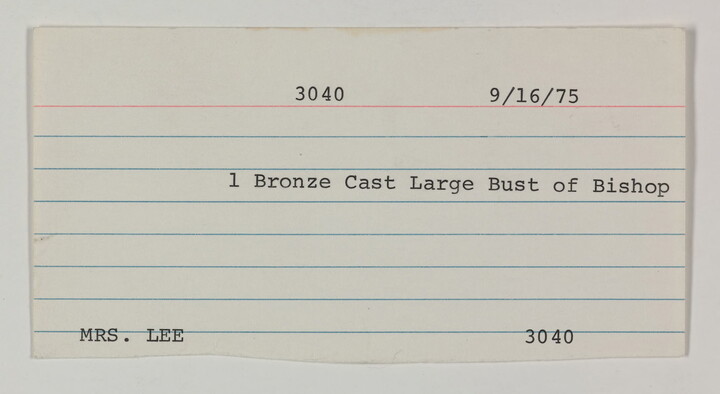 3040 9/16/75
1 Bronze Cast Large Bust of Bishop
MRS. LEE 3040